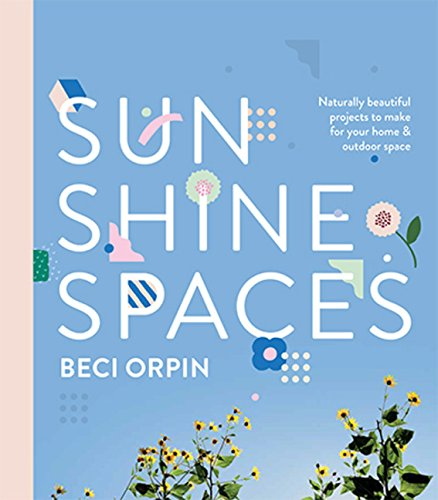 SUN
Naturally beautiful
projects to make
for your home &
outdoor space
SHINE
SPACES
BECI ORPIN